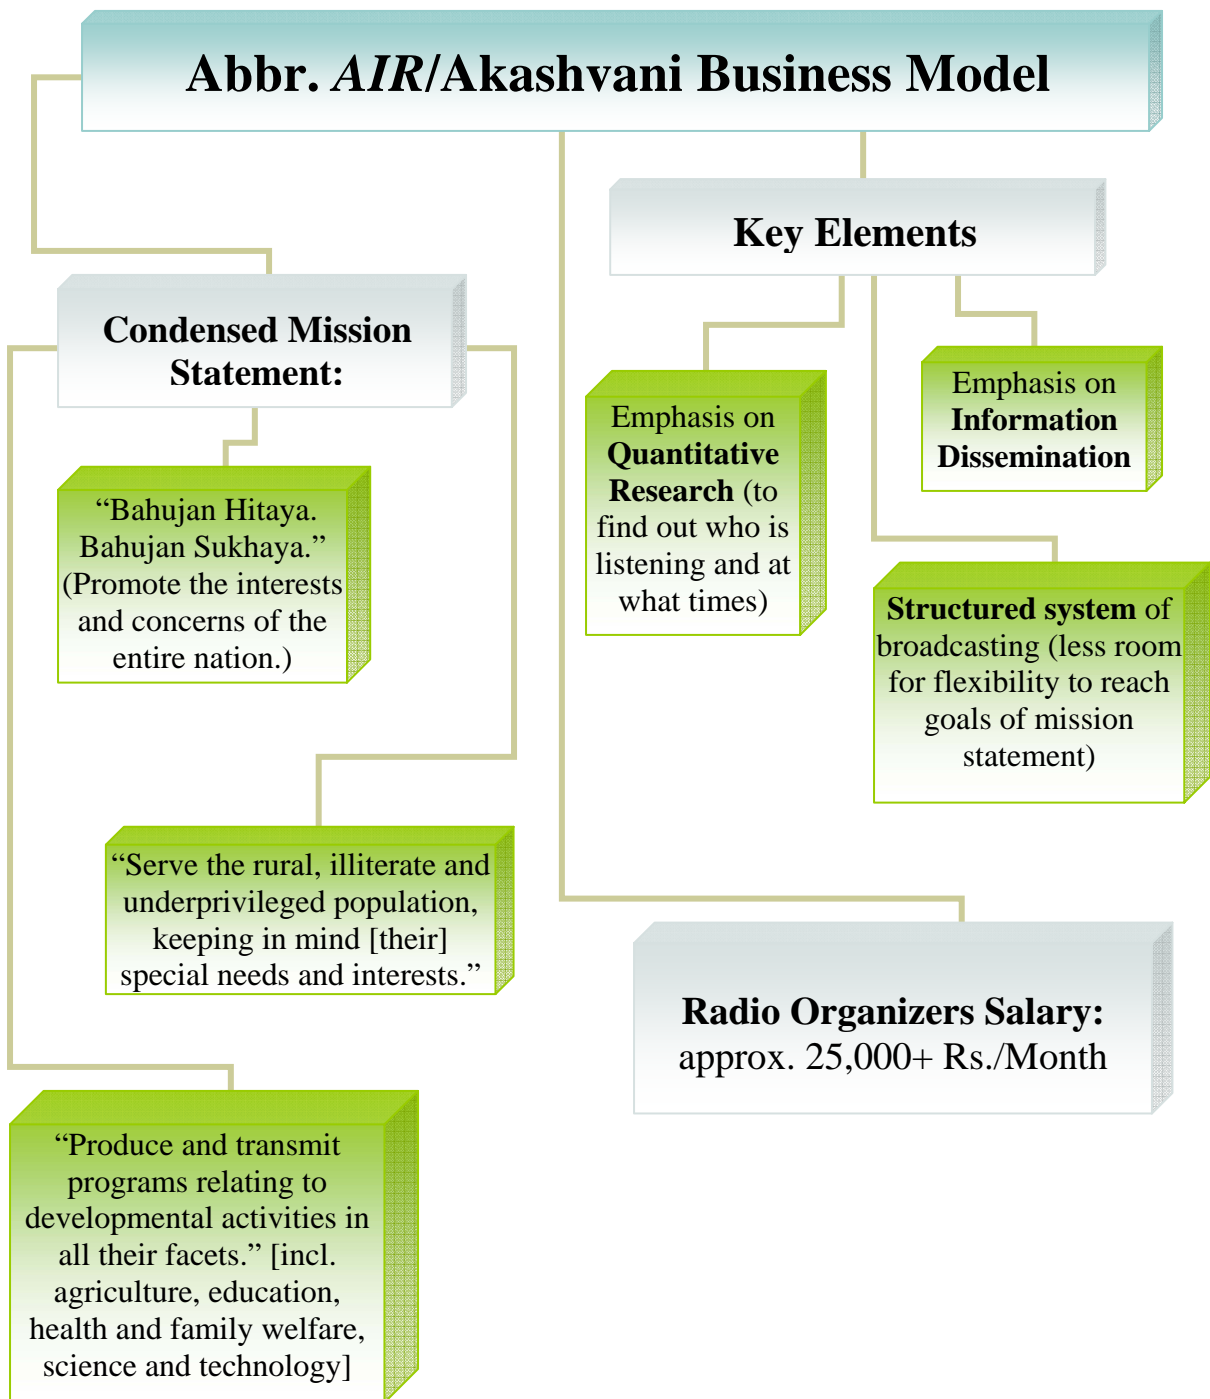 Abbr. AIR/Akashvani Business Model
Key Elements
Condensed Mission
Statement:
Emphasis on
Quantitative
Research (to
find out who is
listening and at
what times)
Emphasis on
Information
Dissemination
“Bahujan Hitaya.
Bahujan Sukhaya.”
(Promote the interests
and concerns of the
entire nation.)
Structured system of
broadcasting (less room
for flexibility to reach
goals of mission
statement)
“Serve the rural, illiterate and
underprivileged population,
keeping in mind [their]
special needs and interests.”
Radio Organizers Salary:
approx. 25,000+ Rs./Month
“Produce and transmit
programs relating to
developmental activities in
all their facets.” [incl.
agriculture, education,
health and family welfare,
science and technology]